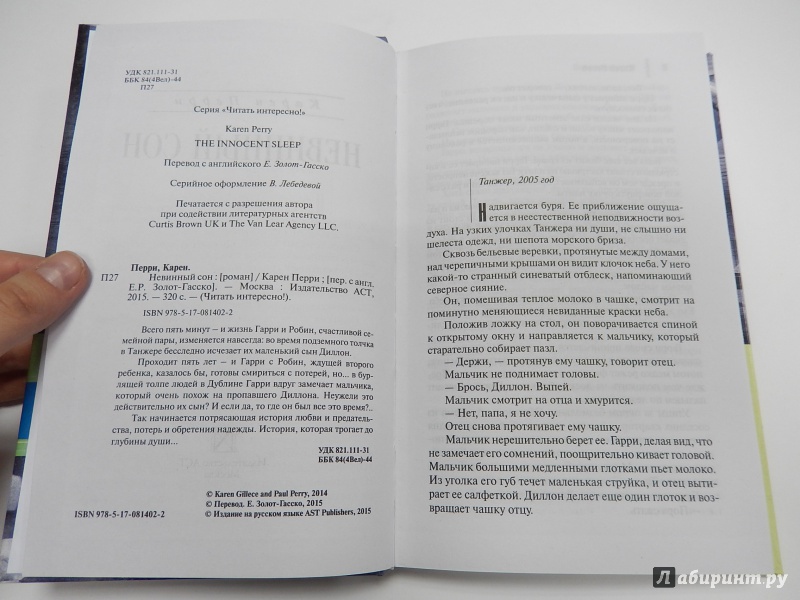 УДК 821.111-31
ББК 84(4Вел)-44
П27
Серия «Читать интересно!»
Karen Perry
THE INNOCENT SLEEP
Перевод с английского Е. Золот-Гасско
Серийное оформление В. Лебедевой
Печатается с разрешения автора
при содействии литературных агентств
Curtis Brown UK и The Van Lear Agency LLC.
Перри, Карен.
П27 Невинный сон : [роман] / Карен Перри ; [пер. с англ.
Е.Р. Золот-Гасско]. — Москва : Издательство АСТ,
2015. — 320 с. — (Читать интересно!).
ISBN 978-5-17-081402-2
Всего пять минут – и жизнь Гарри и Робин, счастливой се-
мейной пары, изменяется навсегда: во время подземного толчка
в Танжере бесследно исчезает их маленький сын Диллон.
Проходит пять лет – и Гарри с Робин, ждущей второго
ребенка, казалось бы, готовы смириться с потерей, но... в бур-
лящей толпе людей в Дублине Гарри вдруг замечает мальчика,
который очень похож на пропавшего Диллона. Неужели это
действительно их сын? И если да, то где он был все это время?..
Так начинается потрясающая история любви и предатель-
ства, потерь и обретения надежды. История, которая трогает до
глубины души...
УДК 821.111-31
ББК 84(4Вел)-44
© Karen Gillece and Paul Perry, 2014
© Перевод. Е. Золот-Гасско, 2015
ISBN 978-5-17-081402-2 © Издание на русском языке AST Publishers, 2015
Танжер, 2005 год
Надвигается буря. Ее приближение ощуща-
ется в неестественной неподвижности воз-
духа. На узких улочках Танжера ни души, не слышно ни
шелеста одежд, ни шепота морского бриза.
Сквозь бельевые веревки, протянутые между домами,
над черепичными крышами он видит клочок неба. У него
какой-то странный синеватый отблеск, напоминающий
северное сияние.
Он, помешивая теплое молоко в чашке, смотрит на
поминутно меняющиеся невиданные краски неба.
Положив ложку на стол, он поворачивается спиной
к открытому окну и направляется к мальчику, который
старательно собирает пазл.
— Держи, — протянув ему чашку, говорит отец.
Мальчик не поднимает головы.
— Брось, Диллон. Выпей.
Мальчик смотрит на отца и хмурится.
— Нет, папа, я не хочу.
Отец снова протягивает ему чашку.
Мальчик нерешительно берет ее. Гарри, делая вид, что
не замечает его сомнений, поощрительно кивает головой.
Мальчик большими медленными глотками пьет молоко.
Из уголка его губ течет маленькая струйка, и отец выти-
рает ее салфеткой. Диллон делает еще один глоток и воз-
вращает чашку отцу.
Лабиринт.ру